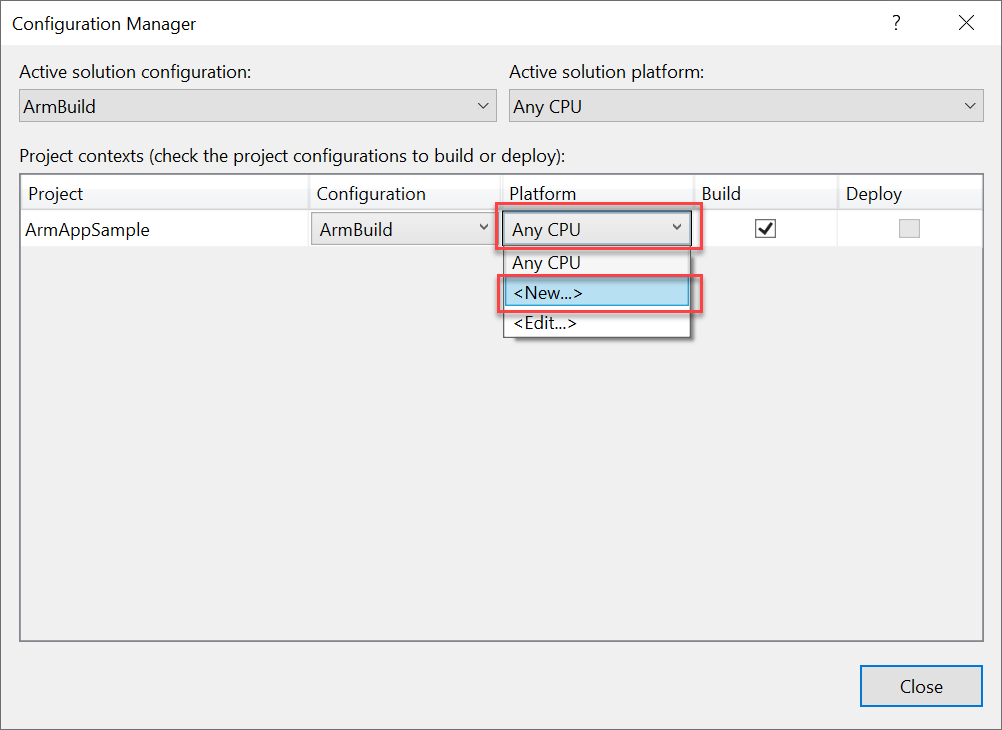 Configuration Manager ?
Active solution configuration: Active solution platform:
ArmBuild Any CPU
Project contexts (check the project configurations to build or deploy):
Project Configuration Platform Build Deploy
ArmAppSample ArmBuild Any CPU
Any CPU
<New...>
<Edit...>
Close